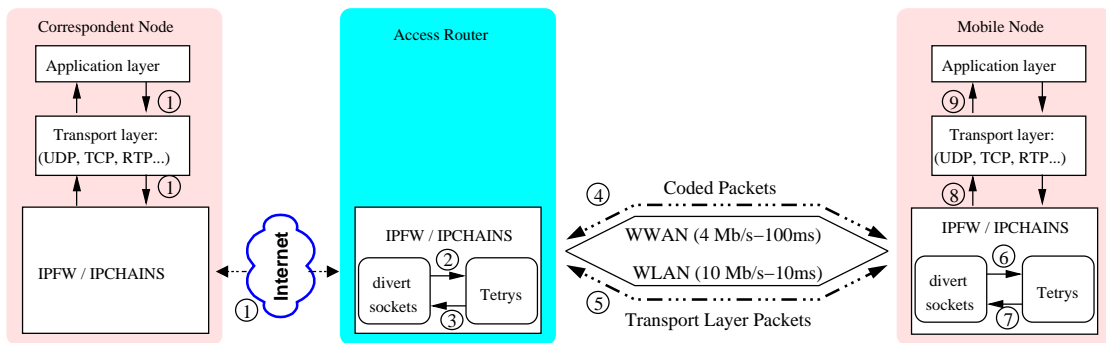 Correspondent Node
Application layer
1
Transport layer:
(UDP, TCP, RTP...)
1
IPFW / IPCHAINS
Internet
1
Access Router
IPFW / IPCHAINS
2
divert
sockets
Tetrys
3
4
Coded Packets
WWAN (4 Mb/s−100ms)
WLAN (10 Mb/s−10ms)
5
Transport Layer Packets
Mobile Node
Application layer
9
Transport layer:
(UDP, TCP, RTP...)
8
IPFW / IPCHAINS
6
divert
sockets
Tetrys
7